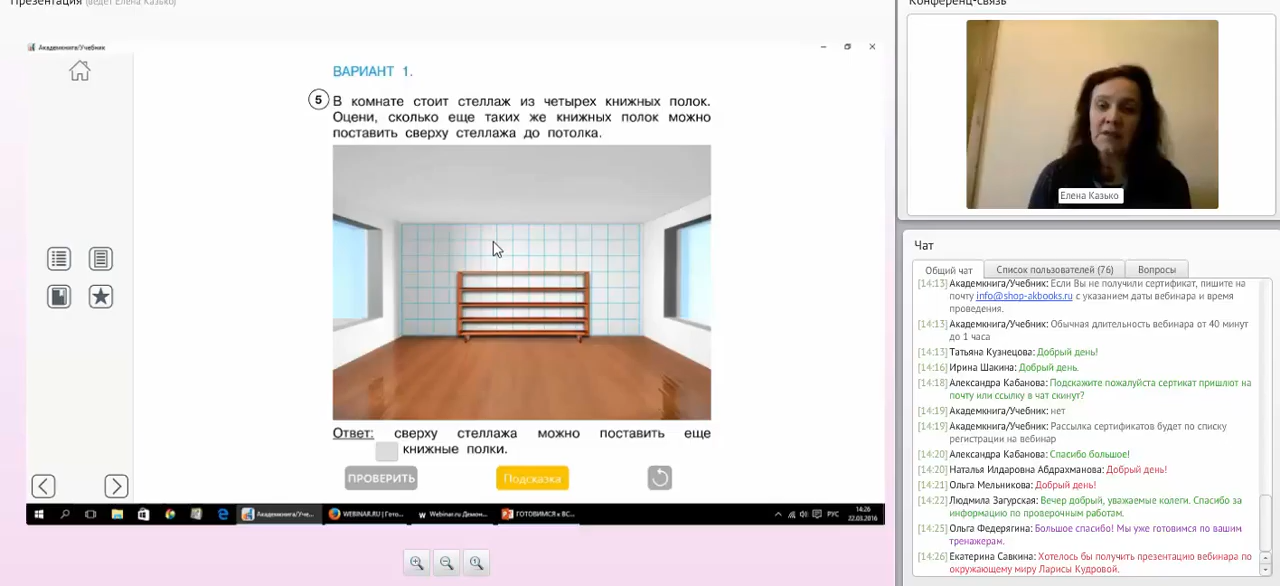 Презентация (ведет Елена Казько)
Академкнига/Учебник
ВАРИАНТ 1.
5 В комнате стоит стеллаж из четырех книжных полок.
Оцени, сколько еще таких же книжных полок можно
поставить сверху стеллажа до потолка.
Ответ: сверху стеллажа можно поставить еще
книжные полки.
ПРОВЕРИТЬ
Подсказка
Академкнига/Уче...
WEBINAR.RU | Гото...
Webinar.ru Демон...
ГОТОВИМСЯ к ВС...
РУС
14:26
22.03.2016
Конференц-связь
Елена Казько
Чат
Общий чат
Список пользователей (76)
Вопросы
[14:13] Академкнига/Учебник: Если Вы не получили сертификат, пишите на
почту info@shop-akbooks.ru с указанием даты вебинара и время
проведения.
[14:13] Академкнига/Учебник: Обычная длительность вебинара от 40 минут
до 1 часа
[14:13] Татьяна Кузнецова: Добрый день!
[14:16] Ирина Шакина: Добрый день.
[14:18] Александра Кабанова: Подскажите пожалуйста сертикат пришлют на
почту или ссылку в чат скинут?
[14:19] Академкнига/Учебник: нет
[14:19] Академкнига/Учебник: Рассылка сертификатов будет по списку
регистрации на вебинар
[14:20] Александра Кабанова: Спасибо большое!
[14:20] Наталья Илдаровна Абдрахманова: Добрый день!
[14:21] Ольга Мельникова: Добрый день!
[14:22] Людмила Загурская: Вечер добрый, уважаемые колеги. Спасибо за
информацию по проверочным работам.
[14:25] Ольга Федерягина: Большое спасибо! Мы уже готовимся по вашим
тренажерам.
[14:26] Екатерина Савкина: Хотелось бы получить презентацию вебинара по
окружающему миру Ларисы Кудровой.